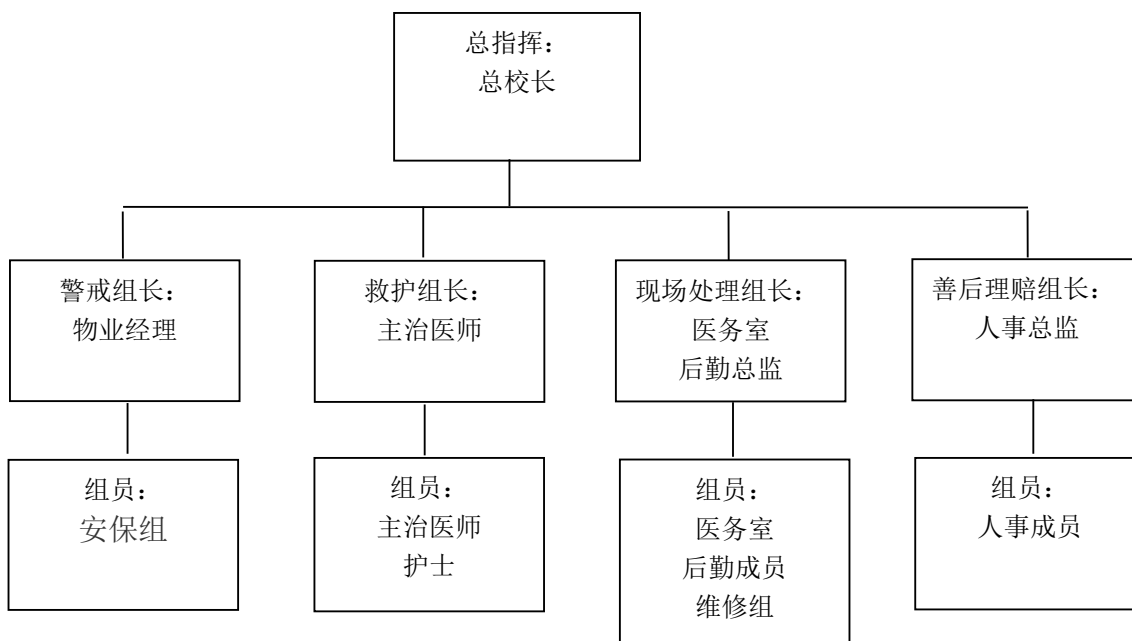 总指挥：
总校长
警戒组长：
物业经理
救护组长：
主治医师
现场处理组长：
医务室
后勤总监
善后理赔组长：
人事总监
组员：
安保组
组员：
主治医师
护士
组员：
医务室
后勤成员
维修组
组员：
人事成员